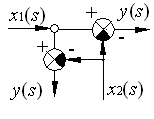 x1(s) + y(s)
-
+ -
y(s) x2(s)